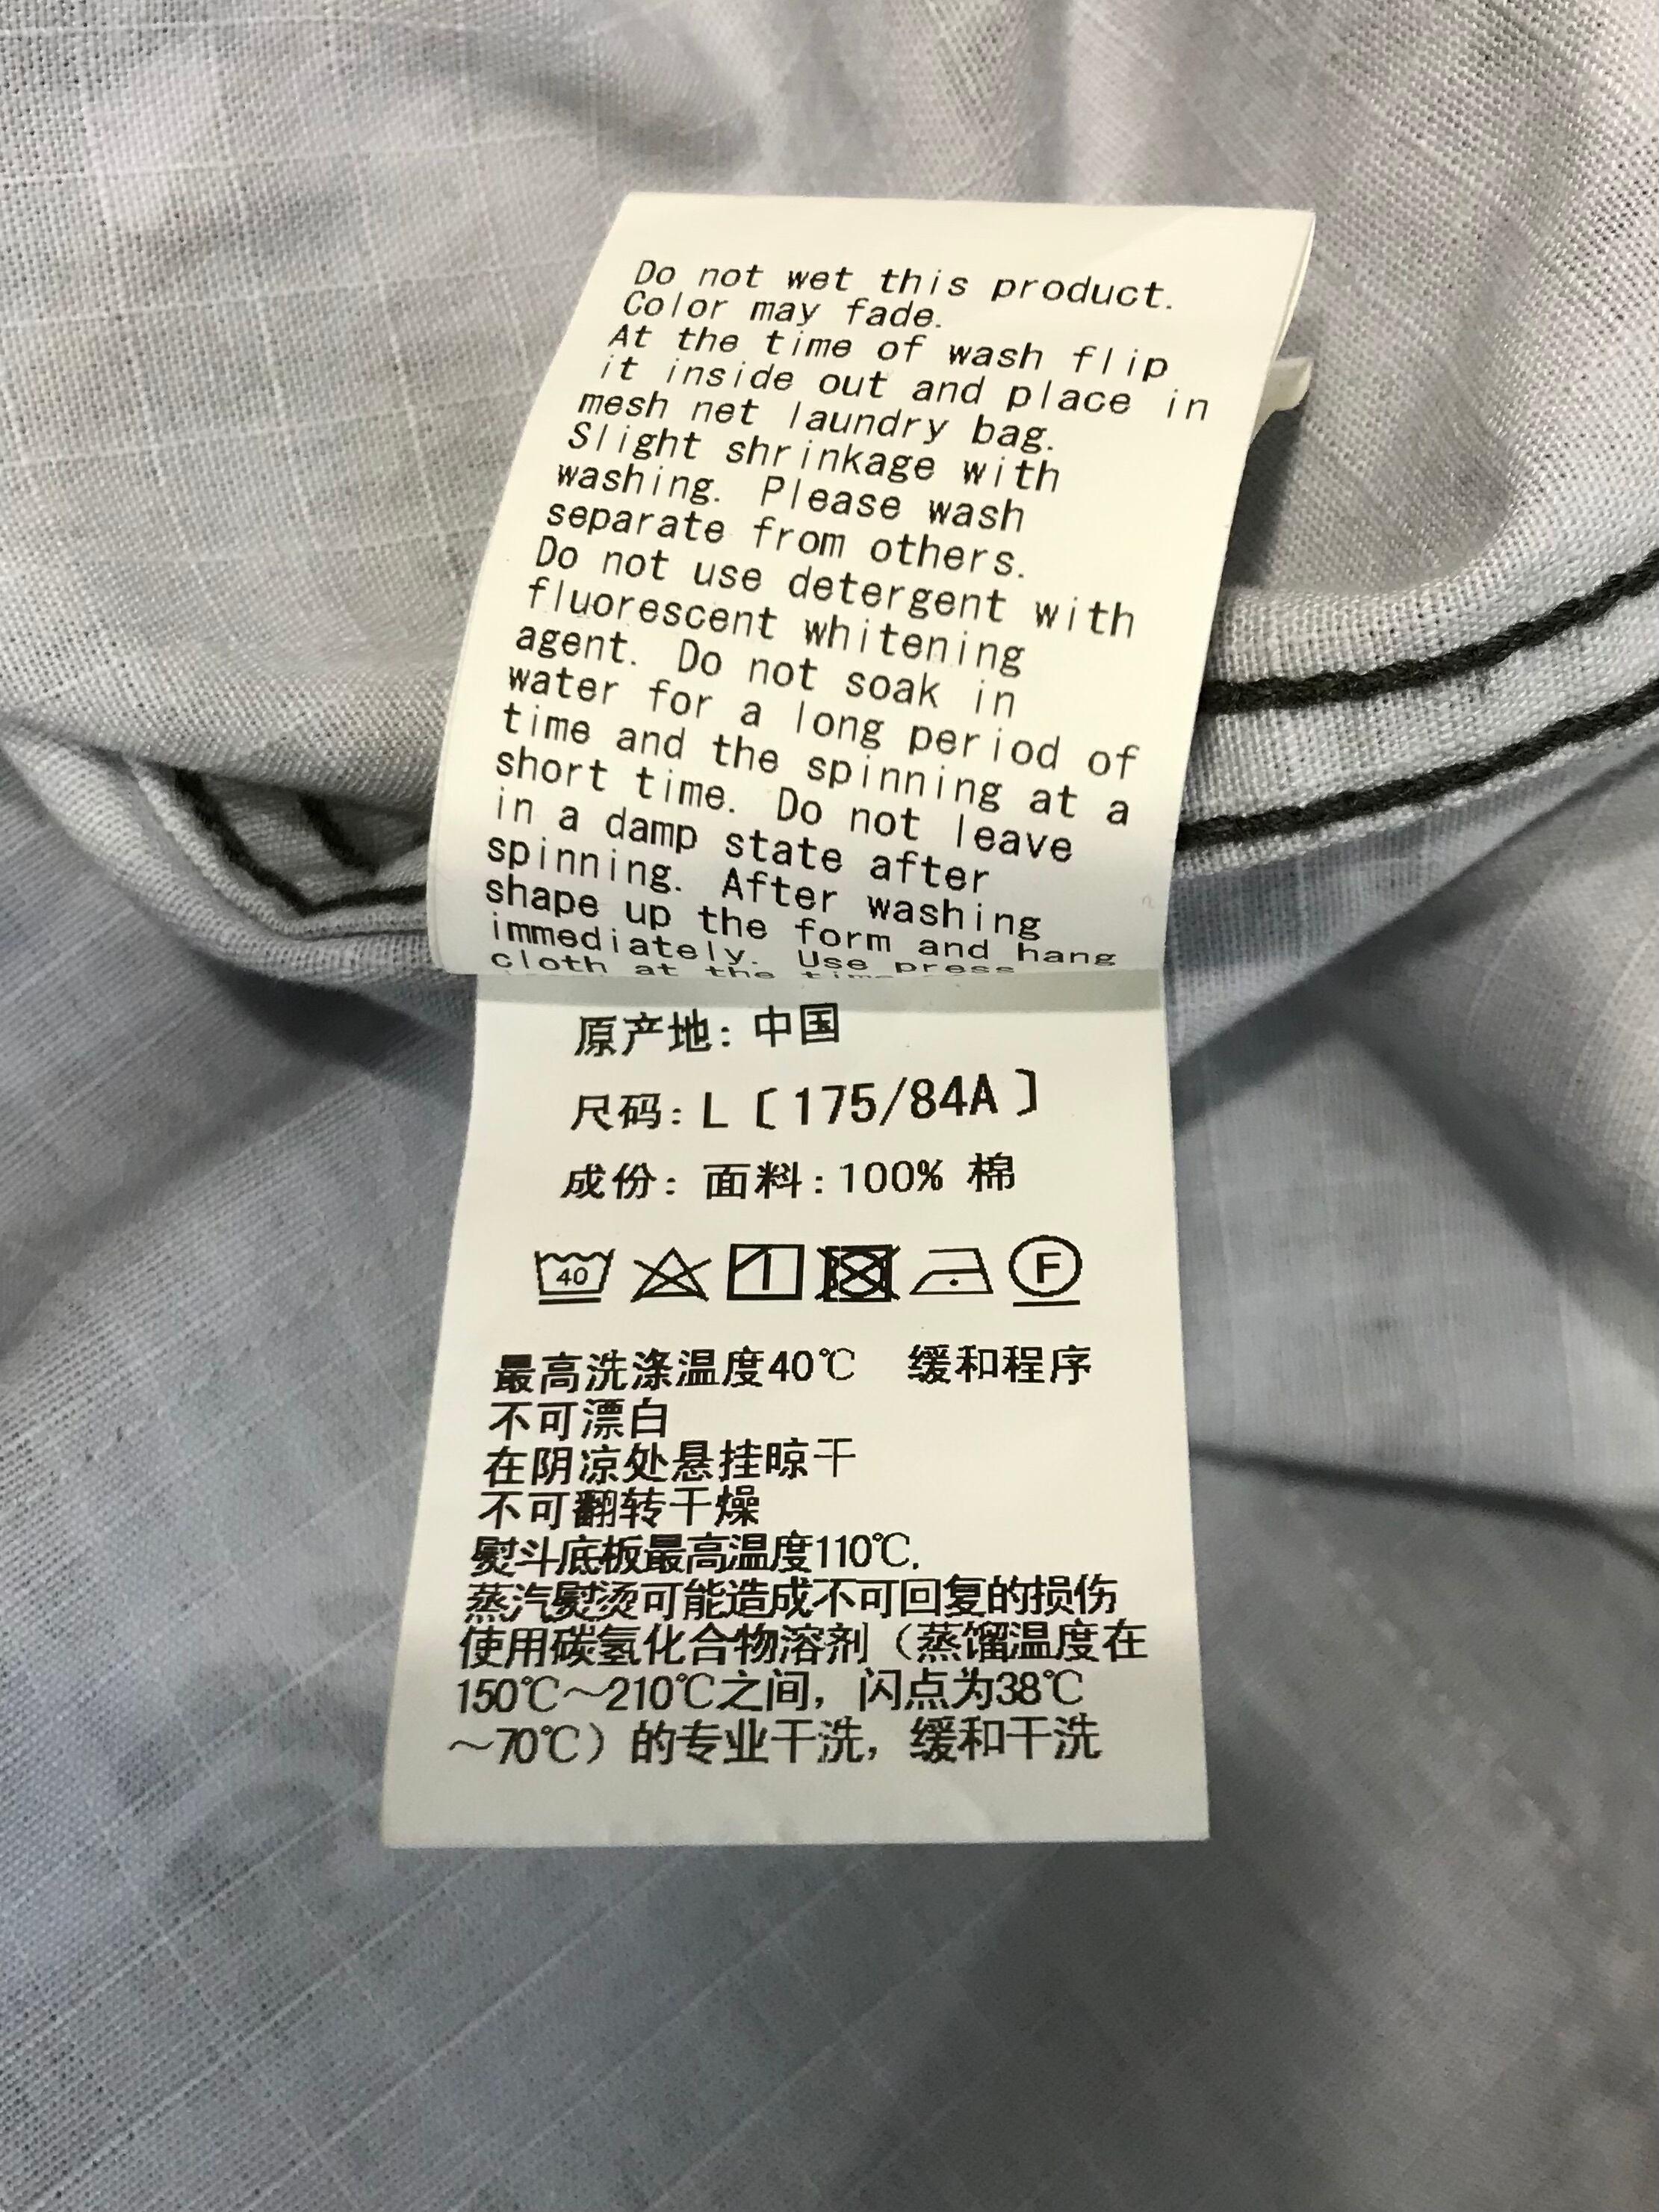 Do not wet this product.
Color may fade.
At the time of wash flip
it inside out and place in
mesh net laundry bag.
Slight shrinkage with
washing. Please wash
separate from others.
Do not use detergent with
fluorescent whitening
agent. Do not soak in
water for a long period of
time and the spinning at a
short time. Do not leave
in a damp state after
spinning. After washing
shape up the form and hang
immediately. Use press
cloth at the
原产地: 中国
尺码: L〔175/84A〕
成份: 面料: 100% 棉
40 F
最高洗涤温度40℃ 缓和程序
不可漂白
在阴凉处悬挂晾干
不可翻转干燥
熨斗底板最高温度110℃,
蒸汽熨烫可能造成不可回复的损伤
使用碳氢化合物溶剂（蒸馏温度在
150℃～210℃之间，闪点为38℃
～70℃）的专业干洗，缓和干洗